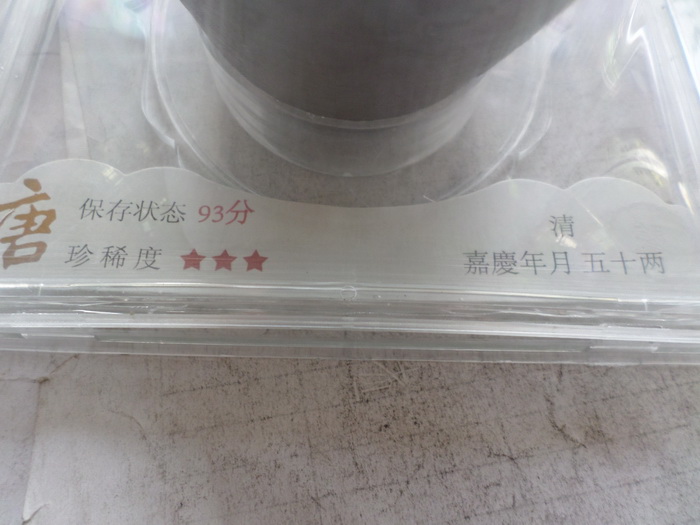 唐
保存状态 93分
珍稀度 ★★★
清
嘉慶年月 五十两